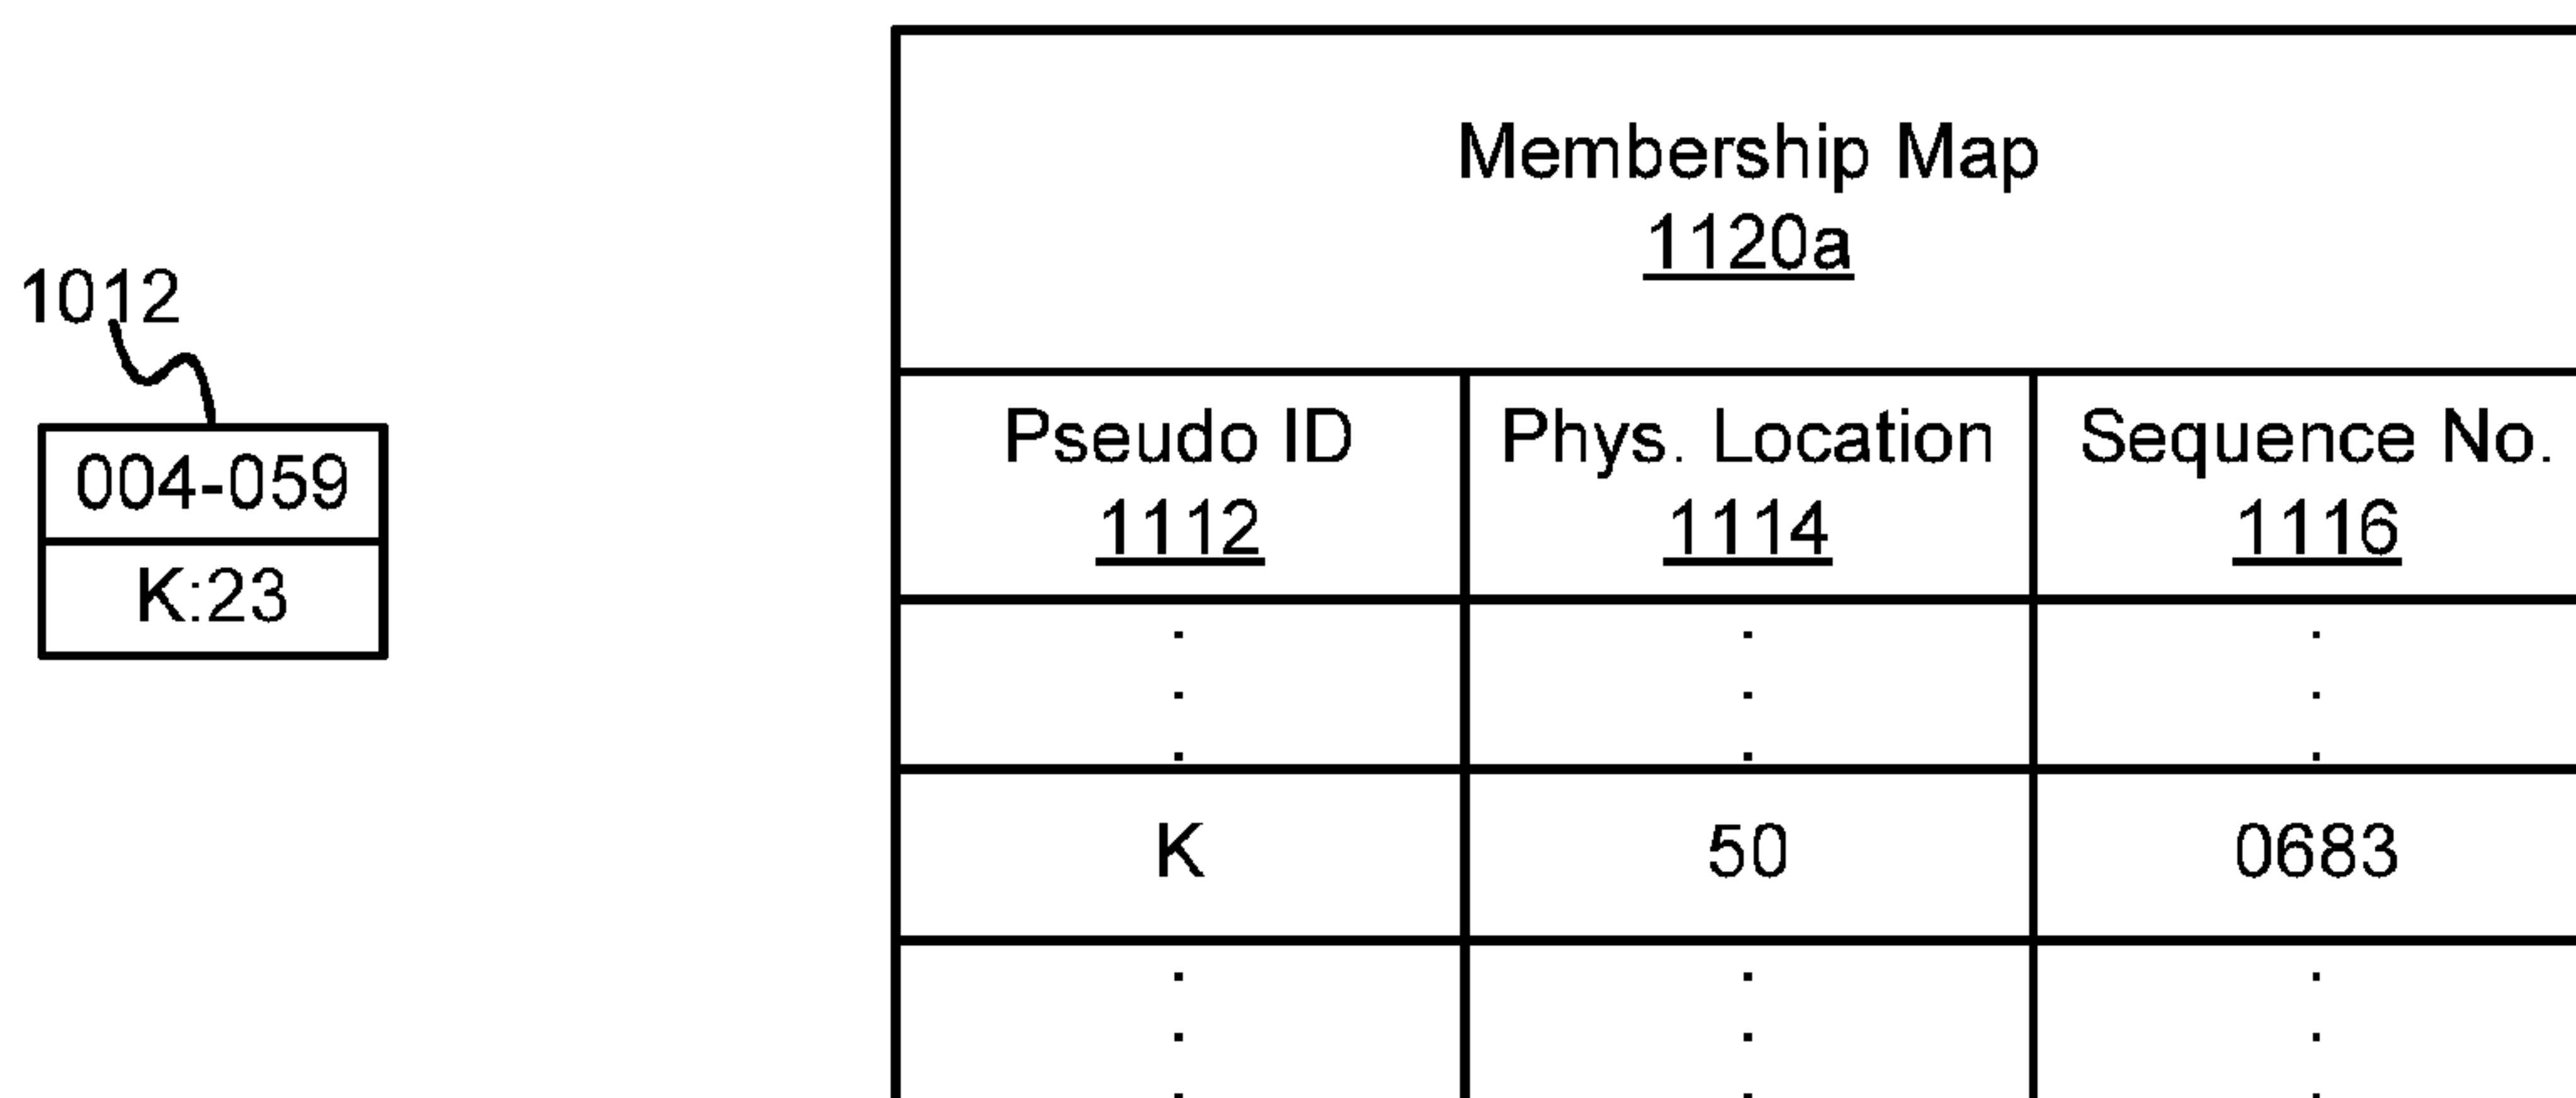 1012
004-059
K:23
Membership Map
1120a
Pseudo ID
1112
Phys. Location
1114
Sequence No.
1116
K
50
0683